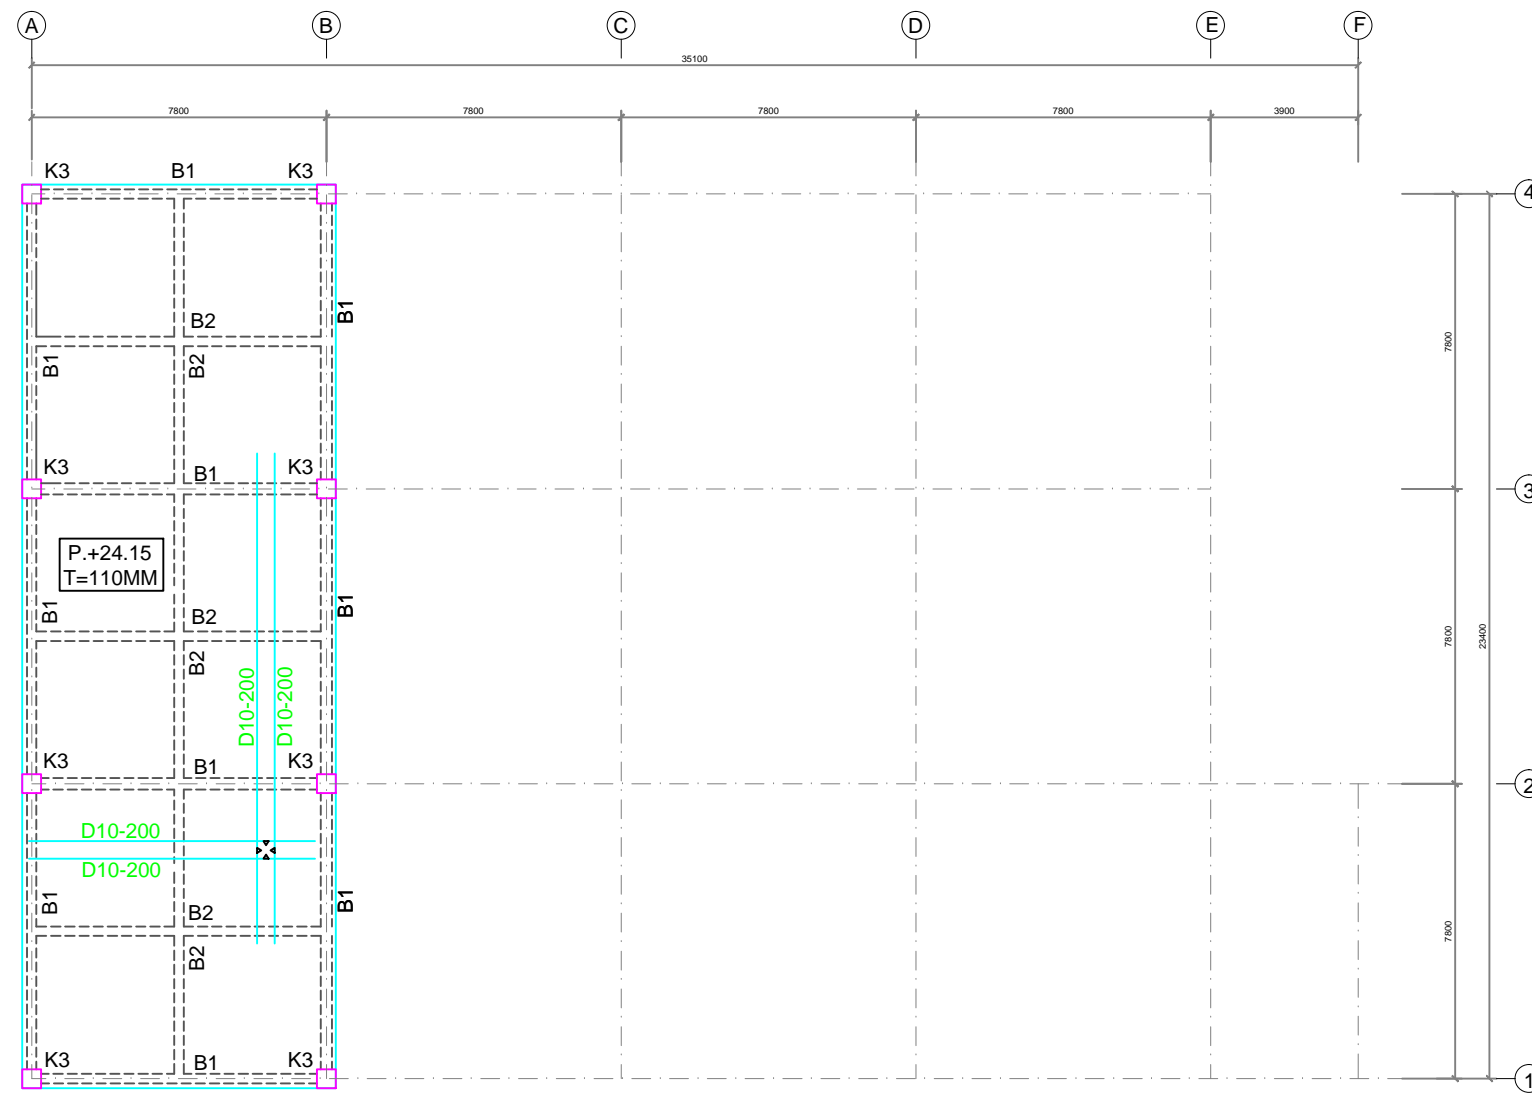 A B C D E F
35100
7800 7800 7800 7800 3900
K3 B1 K3
4
B1
B2
7800
B1 B2
K3 B1 K3
3
P.+24.15
T=110MM
B1 B2 B1
7800
23400
B2
D10-200 D10-200
K3 B1 K3
2
D10-200
D10-200
B1 B2 B1
7800
B2
K3 B1 K3
1